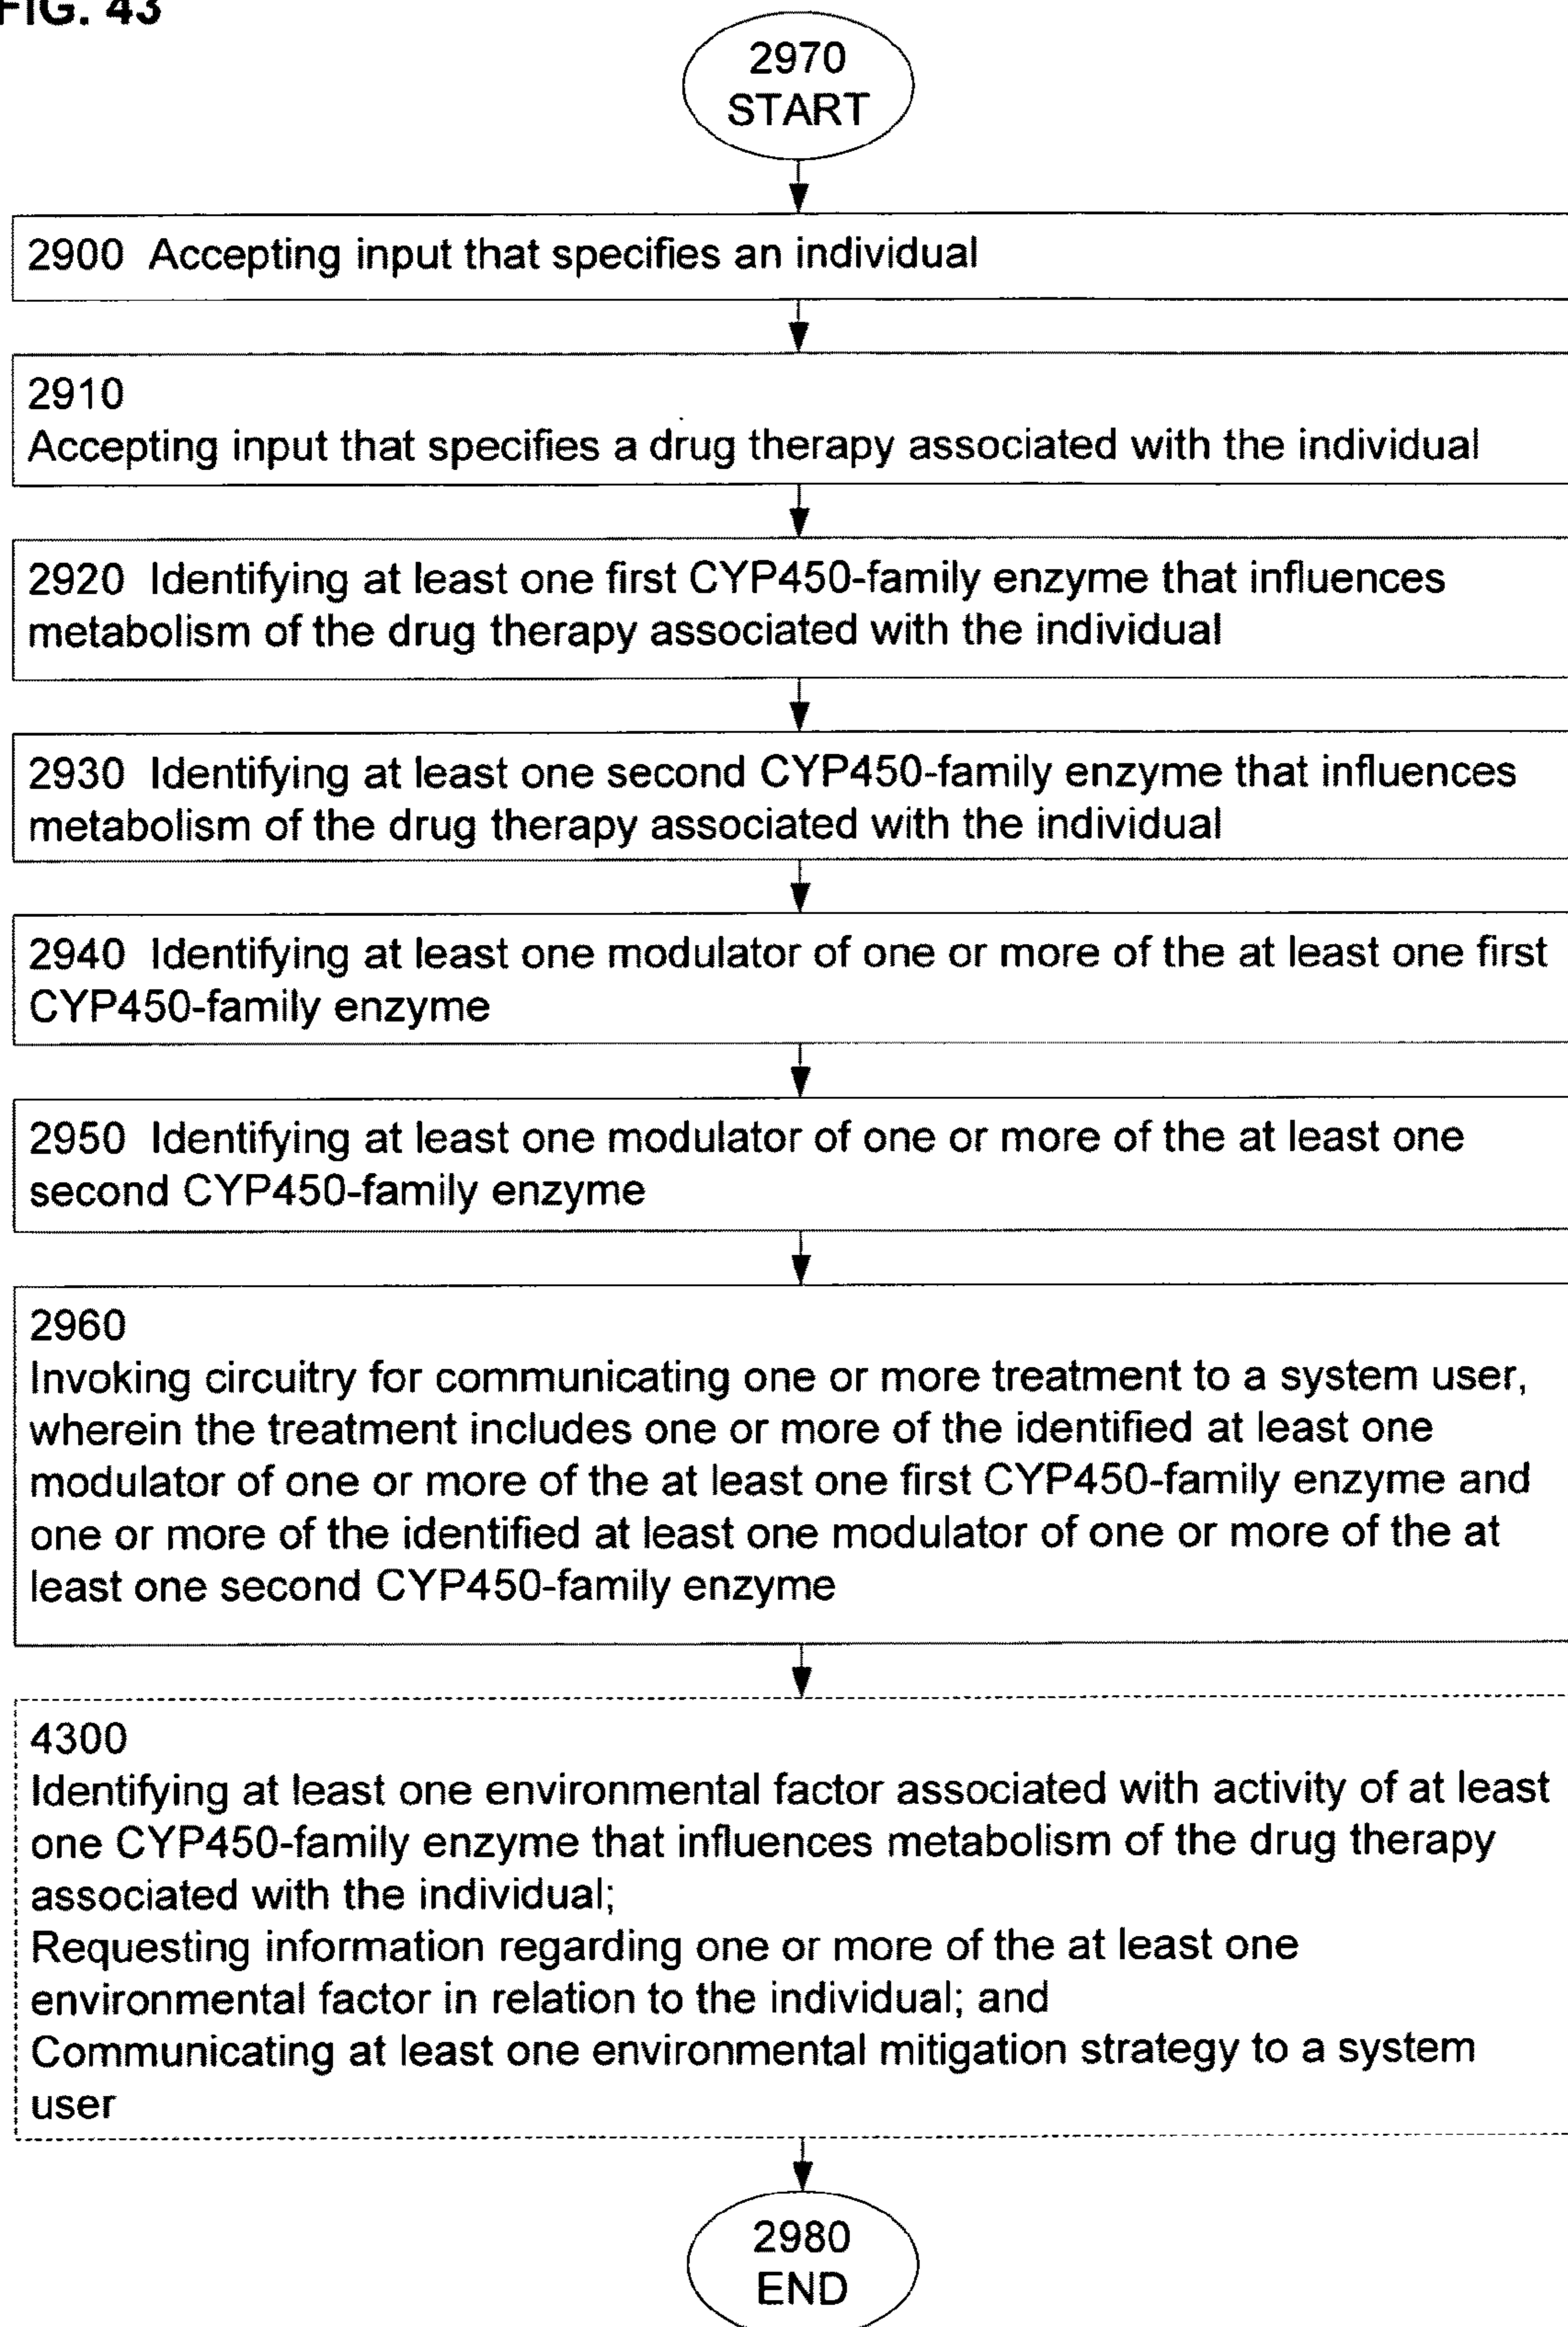 FIG. 43
2970
START
2900 Accepting input that specifies an individual
2910
Accepting input that specifies a drug therapy associated with the individual
2920 Identifying at least one first CYP450-family enzyme that influences
metabolism of the drug therapy associated with the individual
2930 Identifying at least one second CYP450-family enzyme that influences
metabolism of the drug therapy associated with the individual
2940 Identifying at least one modulator of one or more of the at least one first
CYP450-family enzyme
2950 Identifying at least one modulator of one or more of the at least one
second CYP450-family enzyme
2960
Invoking circuitry for communicating one or more treatment to a system user,
wherein the treatment includes one or more of the identified at least one
modulator of one or more of the at least one first CYP450-family enzyme and
one or more of the identified at least one modulator of one or more of the at
least one second CYP450-family enzyme
4300
Identifying at least one environmental factor associated with activity of at least
one CYP450-family enzyme that influences metabolism of the drug therapy
associated with the individual;
Requesting information regarding one or more of the at least one
environmental factor in relation to the individual; and
Communicating at least one environmental mitigation strategy to a system
user
2980
END